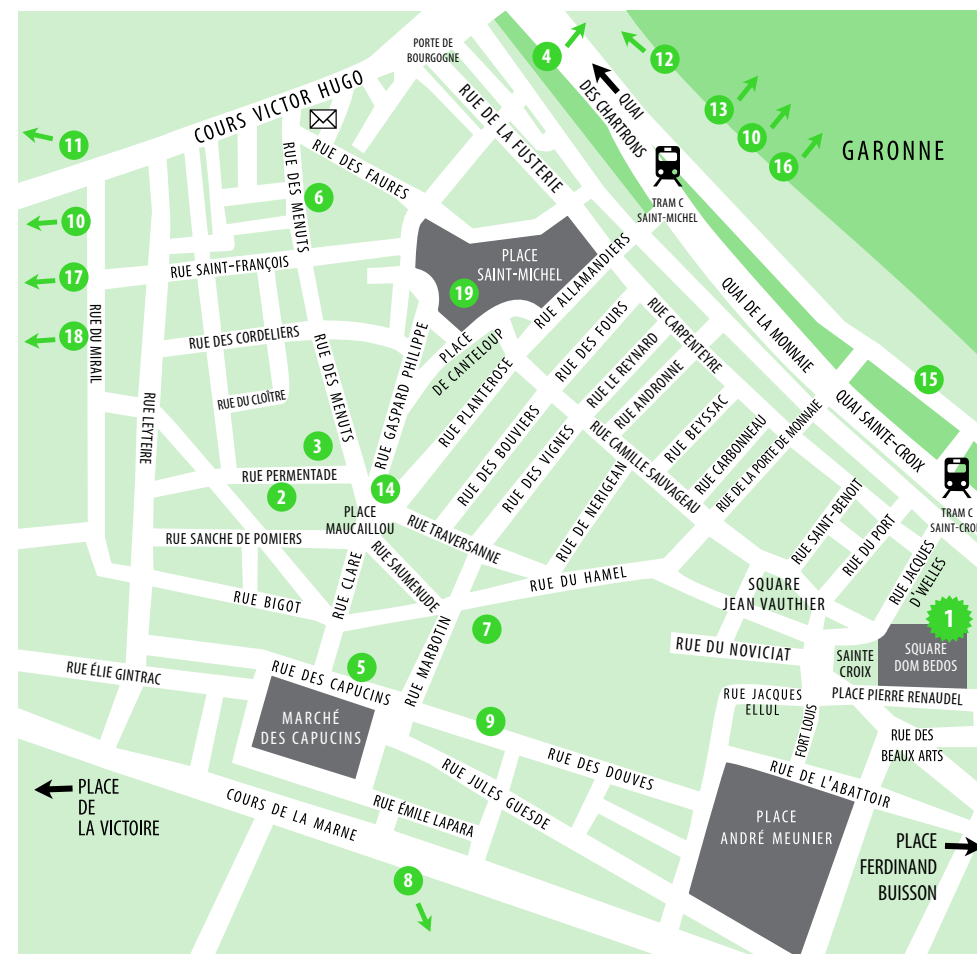 PORTE DE
BOURGOGNE
4
12
COURS VICTOR HUGO
QUAI
DES CHARTRONS
13
10
16
GARONNE
11
RUE DE LA FUSTERIE
RUE DES FAURES
RUE DES MENUTS
6
TRAM C
SAINT-MICHEL
10
17
18
RUE SAINT-FRANÇOIS
PLACE
SAINT-MICHEL
19
RUE ALLAMANDIERS
QUAI DE LA MONNAIE
RUE DU MIRAIL
RUE DES CORDELIERS
RUE DES MENUTS
RUE GASPARD PHILIPPE
PLACE
DE CANTELOUP
RUE DES FOURS
RUE CARPENTEYRE
RUE LE REYNARD
RUE ANDRONNE
15
QUAI SAINTE-CROIX
RUE LEYTEIRE
RUE DU CLOÎTRE
RUE PLANTEROSE
RUE DES BOUVIERS
RUE DES VIGNES
RUE CAMILLE SAUVAGEAU
RUE BEYSSAC
RUE CARBONNEAU
RUE DE LA PORTE DE MONNAIE
3
RUE PERMENTADE
2
14
PLACE
MAUCAILLOU
RUE TRAVERSANNE
RUE DE NERIGEAN
RUE SAINT-BENOIT
RUE DU PORT
RUE JACQUES
D'WELLES
TRAM C
SAINT-CROI
RUE SANCHE DE POMIERS
RUE CLARE
RUE SAUMENUDE
RUE DU HAMEL
SQUARE
JEAN VAUTHIER
RUE BIGOT
RUE MARBOTIN
7
1
RUE DU NOVICIAT
SAINTE
CROIX
SQUARE
DOM BEDOS
RUE ÉLIE GINTRAC
5
RUE DES CAPUCINS
RUE JACQUES
ELLUL
PLACE PIERRE RENAUDEL
MARCHÉ
DES CAPUCINS
9
FORT LOUIS
RUE DES
BEAUX ARTS
RUE DES DOUVES
RUE JULES GUESDE
RUE DE L'ABATTOIR
PLACE
DE
LA VICTOIRE
COURS DE LA MARNE
RUE ÉMILE LAPARA
PLACE
ANDRÉ MEUNIER
PLACE
FERDINAND
BUISSON
8